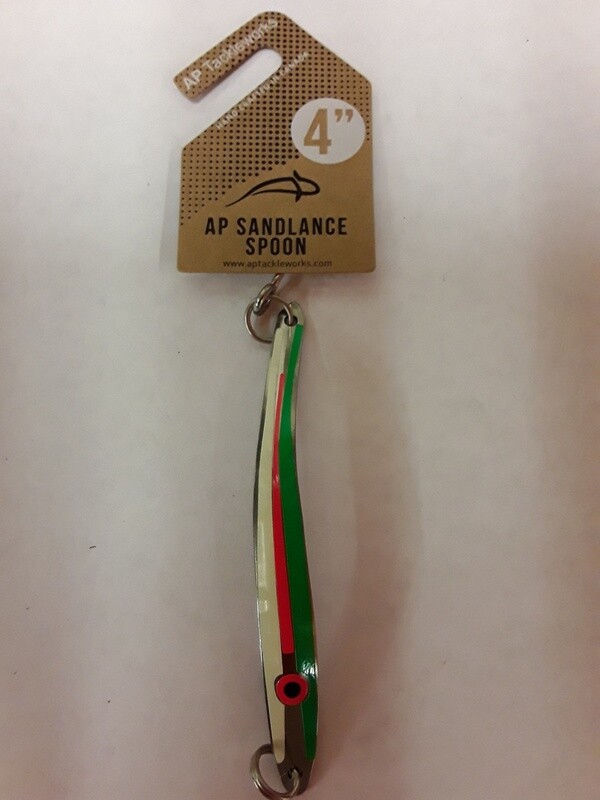 AP Tackleworks
4”
AP SANDLANCE
SPOON
www.aptackleworks.com